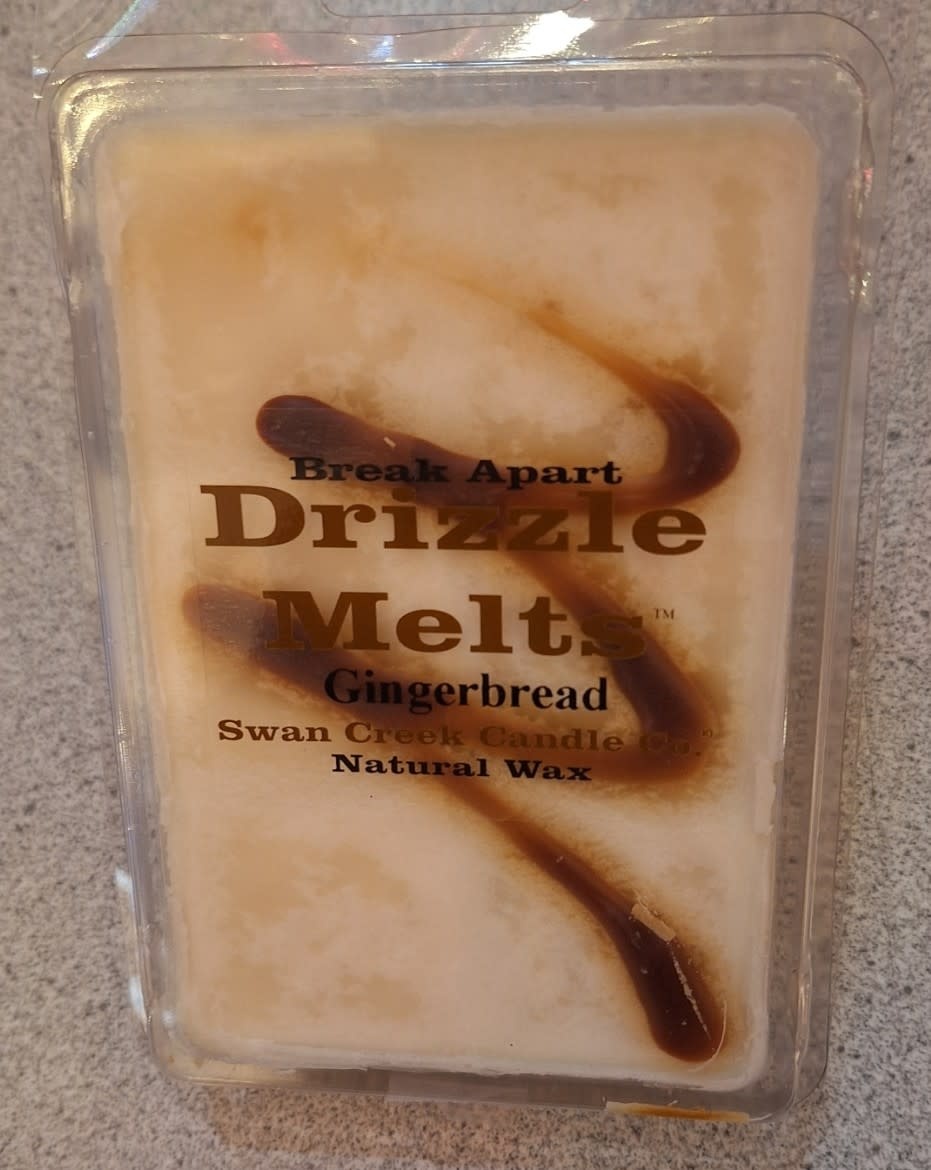 Break Apart
Drizzle
Melts™
Gingerbread
Swan Creek Candle Co.®
Natural Wax